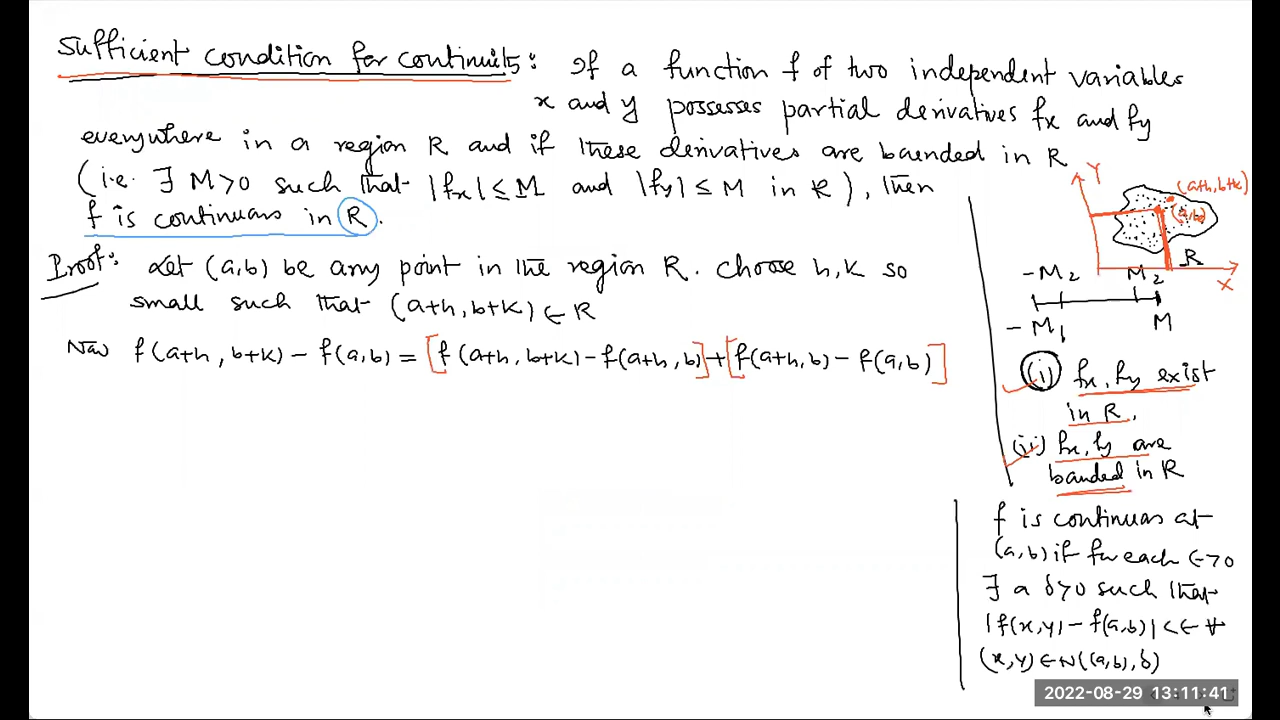 Sufficient condition for continuity : If a function f of two independent variables
x and y possesses partial derivatives fx and fy
everywhere in a region R and if these derivatives are bounded in R
(i.e. ∃ M>0 such that |fx| ≤ M and |fy| ≤ M in R), then
f is continuous in R.
Proof: Let (a,b) be any point in the region R. choose h, k so
small such that (a+h, b+k) ∈ R
Now f(a+h, b+k) - f(a,b) = [f(a+h, b+k) - f(a+h, b)] + [f(a+h, b) - f(a,b)]
Y
(a+h, b+k)
(a,b)
R
X
-M2 M2
-M1 M
(i) fx, fy exist
in R.
(ii) fx, fy are
bounded in R
f is continuous at
(a,b) if for each ∈>0
∃ a δ>0 such that
|f(x,y) - f(a,b)| < ∈ ∀
(x,y) ∈ N((a,b), δ)
2022-08-29 13:11:41